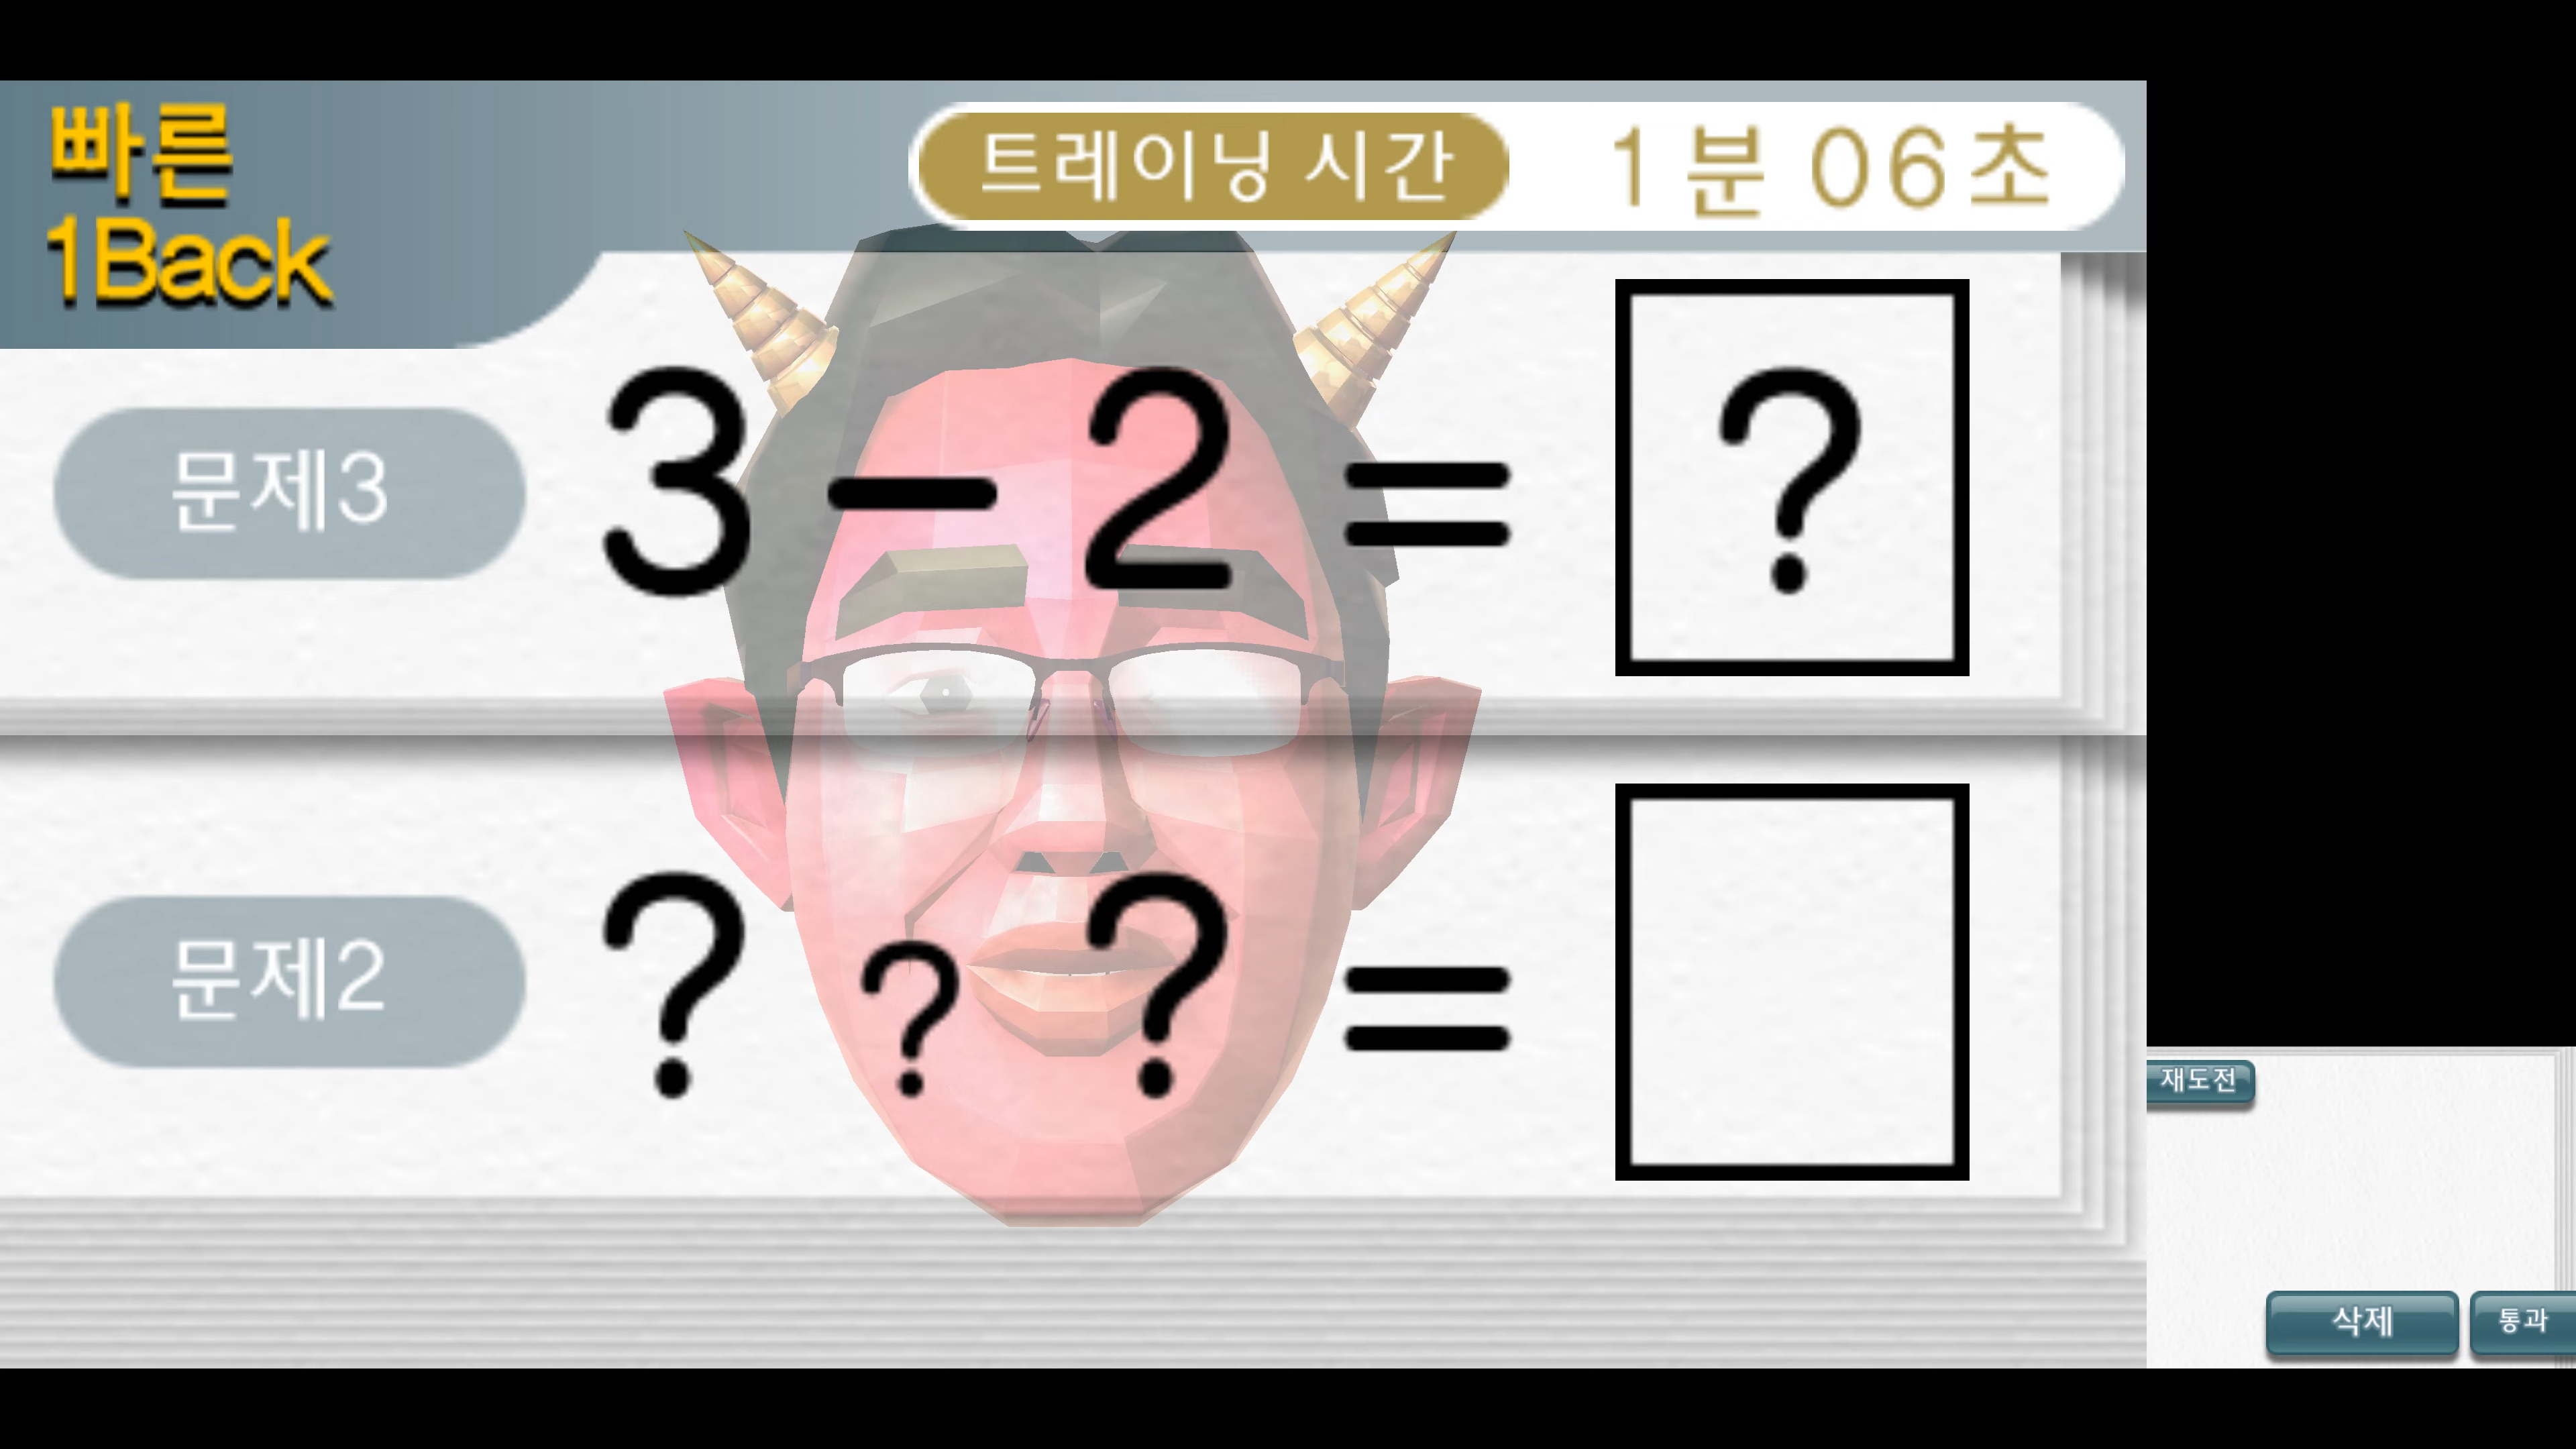 빠른
1Back
트레이닝 시간 1분 06초
문제3 3 - 2 = ?
문제2 ? ? ? =
재도전
삭제 통과